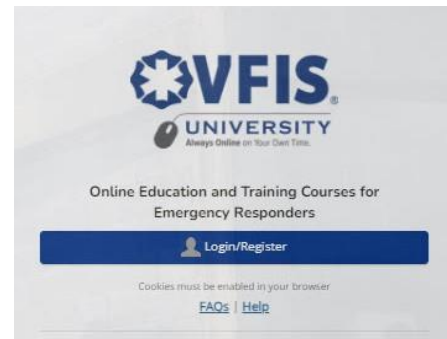 VFIS®
UNIVERSITY
Always Online on Your Own Time.
Online Education and Training Courses for
Emergency Responders
Login/Register
Cookies must be enabled in your browser
FAQs | Help